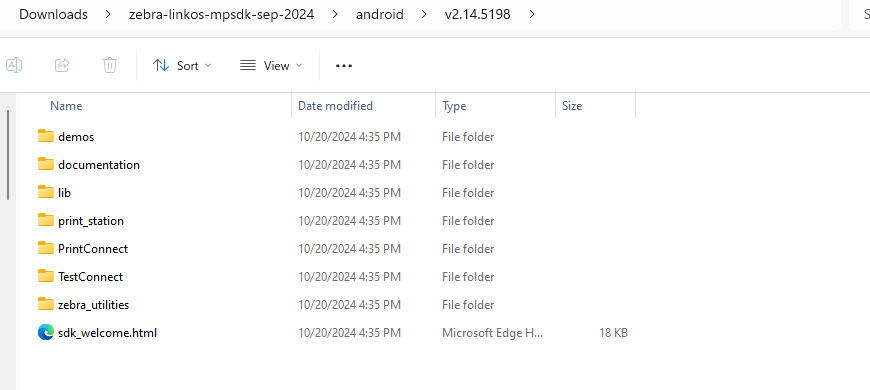 Downloads > zebra-linkos-mpsdk-sep-2024 > android > v2.14.5198 >
Sort View ...
Name Date modified Type Size
demos 10/20/2024 4:35 PM File folder
documentation 10/20/2024 4:35 PM File folder
lib 10/20/2024 4:35 PM File folder
print_station 10/20/2024 4:35 PM File folder
PrintConnect 10/20/2024 4:35 PM File folder
TestConnect 10/20/2024 4:35 PM File folder
zebra_utilities 10/20/2024 4:35 PM File folder
sdk_welcome.html 10/20/2024 4:35 PM Microsoft Edge H... 18 KB